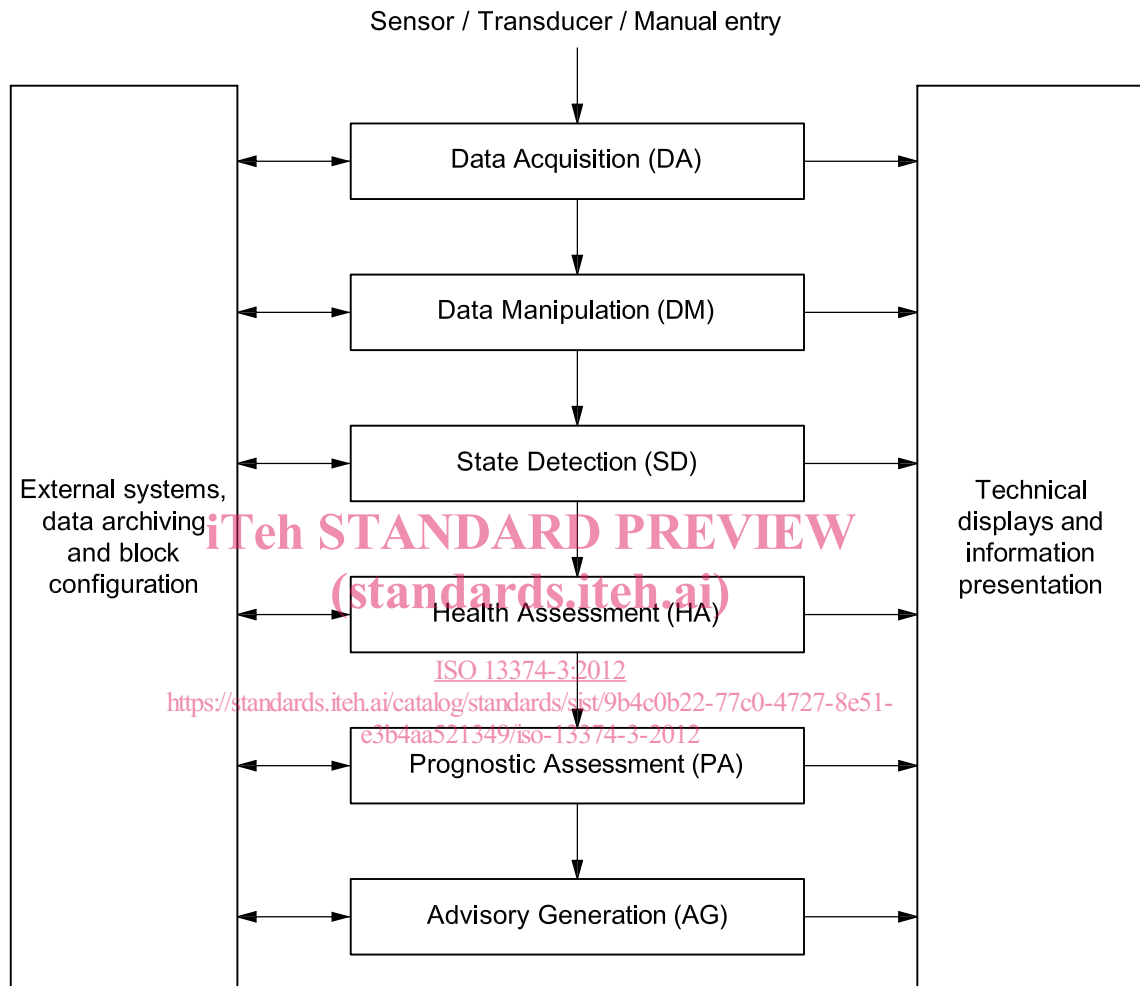 Sensor / Transducer / Manual entry
Data Acquisition (DA)
Data Manipulation (DM)
State Detection (SD)
External systems,
data archiving
and block
configuration
Technical
displays and
information
presentation
iTeh STANDARD PREVIEW
(standards.iteh.ai)
Health Assessment (HA)
ISO 13374-3:2012
https://standards.iteh.ai/catalog/standards/sist/9b4c0b22-77c0-4727-8e51-
e3b4aa521349/iso-13374-3-2012
Prognostic Assessment (PA)
Advisory Generation (AG)